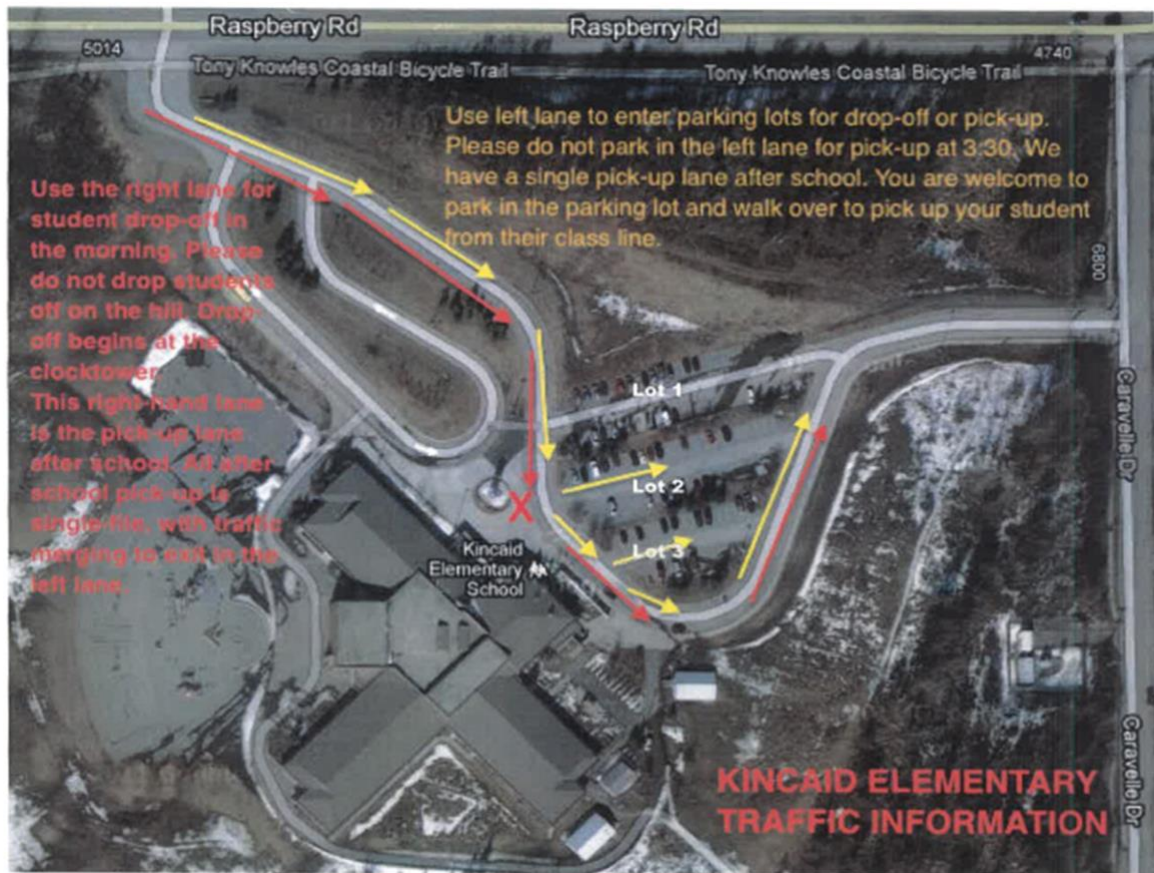 Raspberry Rd
Raspberry Rd
5014
4740
Tony Knowles Coastal Bicycle Trail
Tony Knowles Coastal Bicycle Trail
Use left lane to enter parking lots for drop-off or pick-up.
Please do not park in the left lane for pick-up at 3:30. We
have a single pick-up lane after school. You are welcome to
park in the parking lot and walk over to pick up your student
from their class line.
Use the right lane for
student drop-off in
the morning. Please
do not drop students
off on the hill. Drop-
off begins at the
clocktower
This right-hand lane
is the pick-up lane
after school. All after
school pick-up is
single-file, with traffic
merging to exit in the
left lane.
6800
Lot 1
Caravelle Dr
Lot 2
X
Lot 3
Kincaid
Elementary
School
Caravelle Dr
KINCAID ELEMENTARY
TRAFFIC INFORMATION